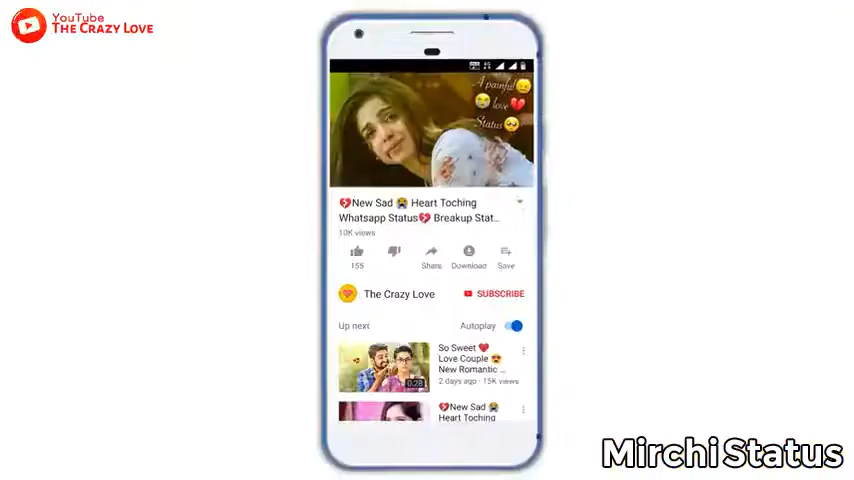 YouTube
THE CRAZY LOVE
A painful
love
Status
New Sad Heart Toching
Whatsapp Status Breakup Stat...
10K views
155
Share
Download
Save
The Crazy Love
SUBSCRIBE
Up next
Autoplay
So Sweet
Love Couple
New Romantic ...
2 days ago · 15K views
0:28
New Sad
Heart Toching
Mirchi Status